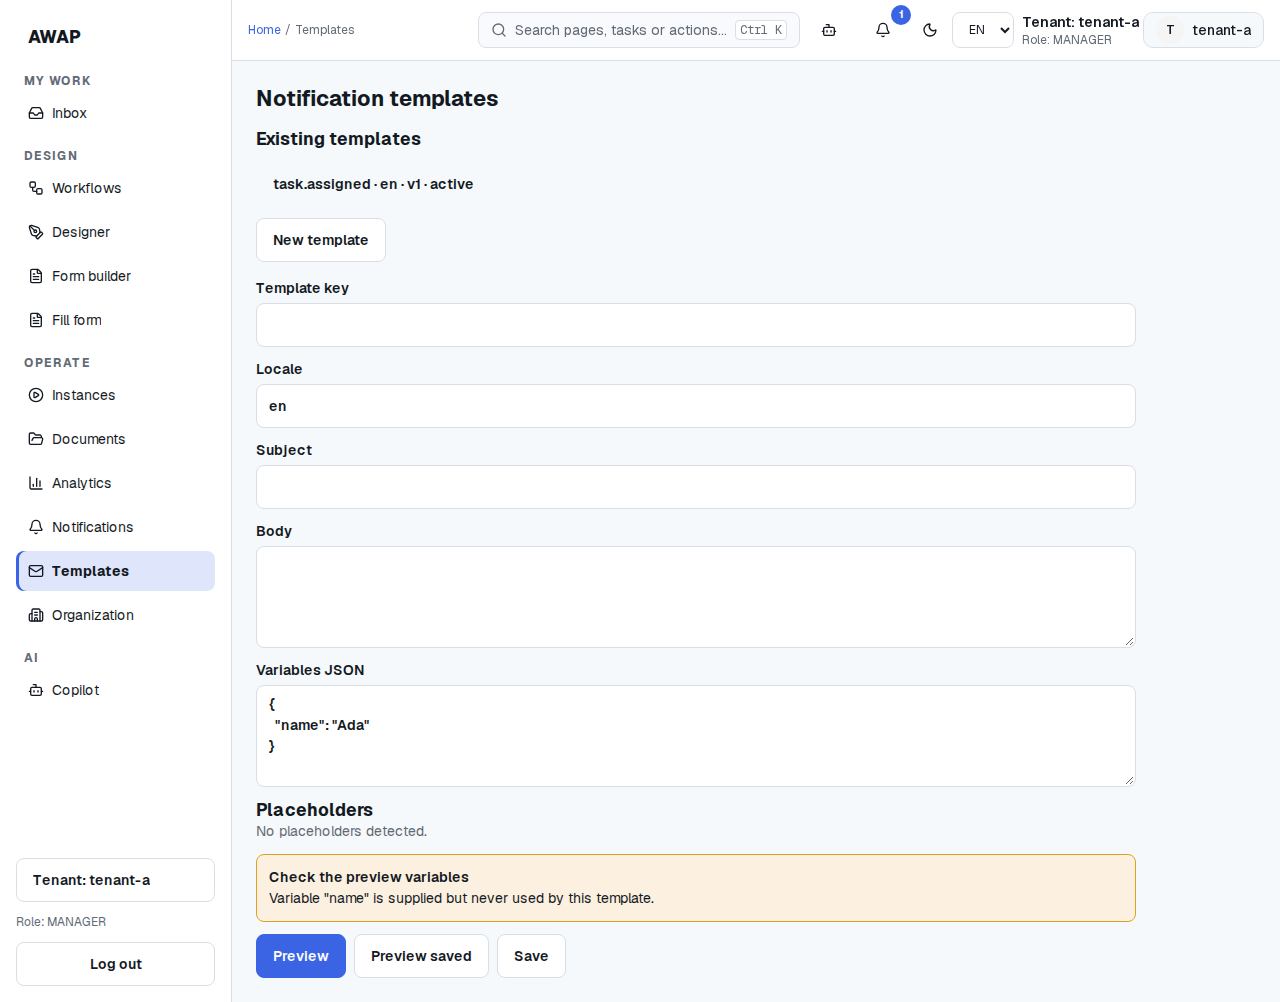 AWAP
MY WORK
Inbox
DESIGN
Workflows
Designer
Form builder
Fill form
OPERATE
Instances
Documents
Analytics
Notifications
Templates
Organization
AI
Copilot
Tenant: tenant-a
Role: MANAGER
Log out
Home / Templates
Search pages, tasks or actions... Ctrl K
1
EN
Tenant: tenant-a
Role: MANAGER
T tenant-a
Notification templates
Existing templates
task.assigned · en · v1 · active
New template
Template key
Locale
en
Subject
Body
Variables JSON
{
"name": "Ada"
}
Placeholders
No placeholders detected.
Check the preview variables
Variable "name" is supplied but never used by this template.
Preview
Preview saved
Save